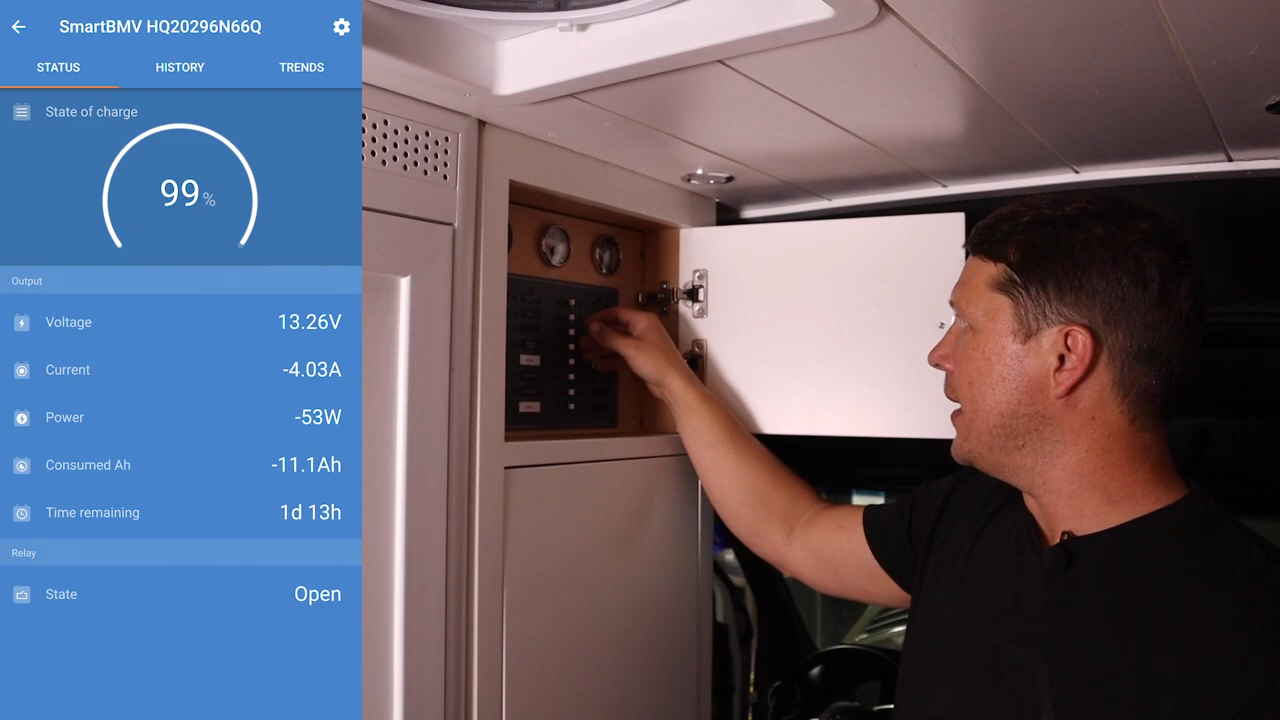 SmartBMV HQ20296N66Q
STATUS HISTORY TRENDS
State of charge
99%
Output
Voltage 13.26V
Current -4.03A
Power -53W
Consumed Ah -11.1Ah
Time remaining 1d 13h
Relay
State Open